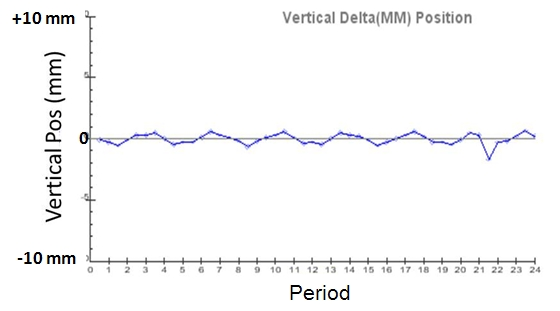 +10 mm
Vertical Delta(MM) Position
5
Vertical Pos (mm)
0
-5
-10 mm
0 1 2 3 4 5 6 7 8 9 10 11 12 13 14 15 16 17 18 19 20 21 22 23 24
Period